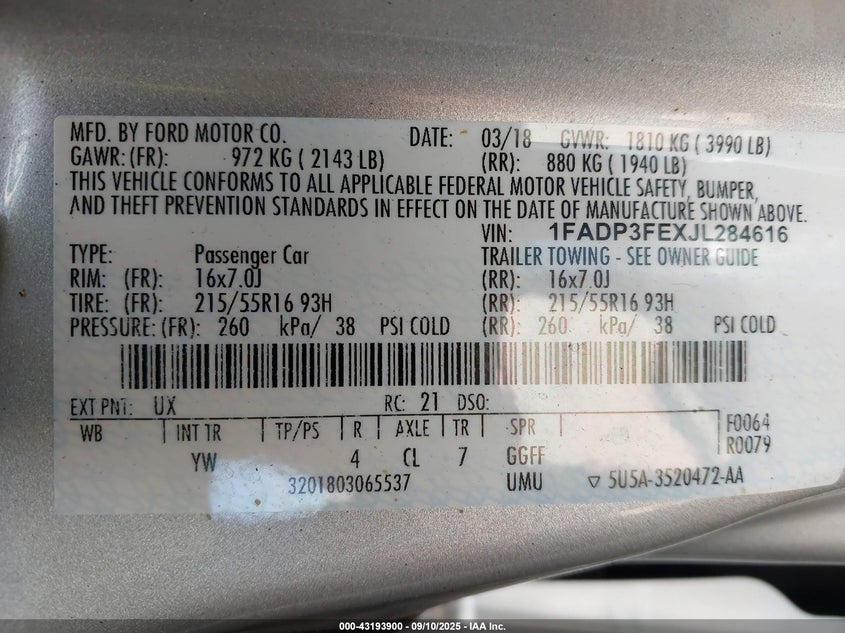 MFD. BY FORD MOTOR CO. DATE: 03/18 GVWR: 1810 KG ( 3990 LB)
GAWR: (FR): 972 KG ( 2143 LB) (RR): 880 KG ( 1940 LB)
THIS VEHICLE CONFORMS TO ALL APPLICABLE FEDERAL MOTOR VEHICLE SAFETY, BUMPER,
AND THEFT PREVENTION STANDARDS IN EFFECT ON THE DATE OF MANUFACTURE SHOWN ABOVE.
VIN: 1FADP3FEXJL284616
TYPE: Passenger Car TRAILER TOWING - SEE OWNER GUIDE
RIM: (FR): 16x7.0J (RR): 16x7.0J
TIRE: (FR): 215/55R16 93H (RR): 215/55R16 93H
PRESSURE: (FR): 260 kPa/ 38 PSI COLD (RR): 260 kPa/ 38 PSI COLD
EXT PNT: UX RC: 21 DSO:
WB INT TR TP/PS R AXLE TR SPR F0064
R0079
YW 4 CL 7 GGFF
3201803065537 UMU ▽ 5U5A-3520472-AA
000-43193900 - 09/10/2025 - IAA Inc.